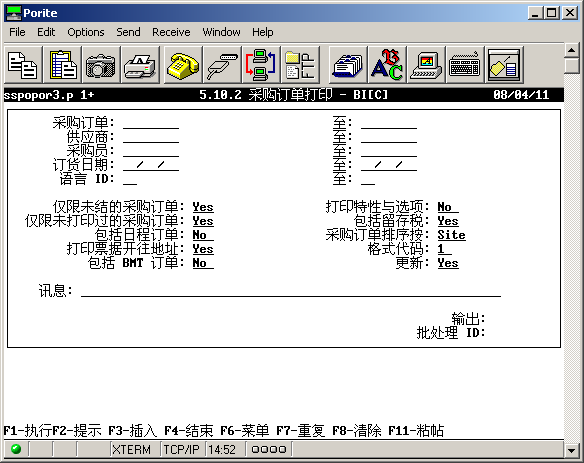 Porite
File Edit Options Send Receive Window Help
ABC
sspopor3.p 1+ 5.10.2 采购订单打印 - BI[C] 08/04/11
采购订单: 至:
供应商: 至:
采购员: 至:
订货日期: / / 至: / /
语言 ID: 至:
仅限未结的采购订单: Yes 打印特性与选项: No
仅限未打印过的采购订单: Yes 包括留存税: Yes
包括日程订单: No 采购订单排序按: Site
打印票据开往地址: Yes 格式代码: 1
包括 BMT 订单: No 更新: Yes
讯息:
输出:
批处理 ID:
F1-执行F2-提示 F3-插入 F4-结束 F6-菜单 F7-重复 F8-清除 F11-粘帖
XTERM TCP/IP 14:52